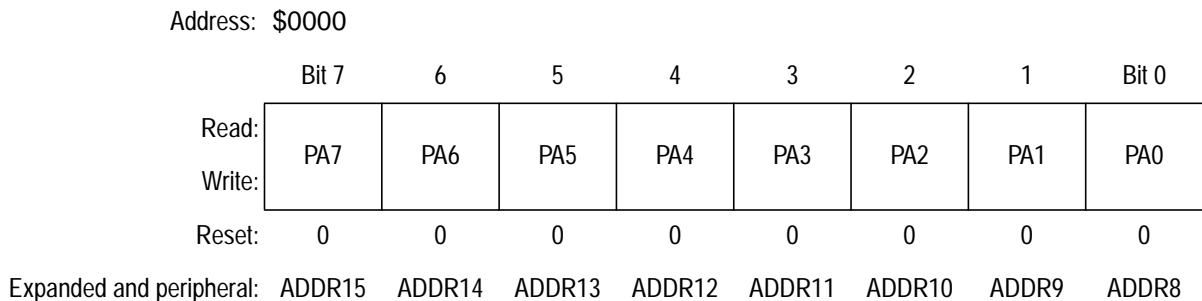 Address: $0000
Bit 7 6 5 4 3 2 1 Bit 0
Read:
PA7 PA6 PA5 PA4 PA3 PA2 PA1 PA0
Write:
Reset: 0 0 0 0 0 0 0 0
Expanded and peripheral: ADDR15 ADDR14 ADDR13 ADDR12 ADDR11 ADDR10 ADDR9 ADDR8